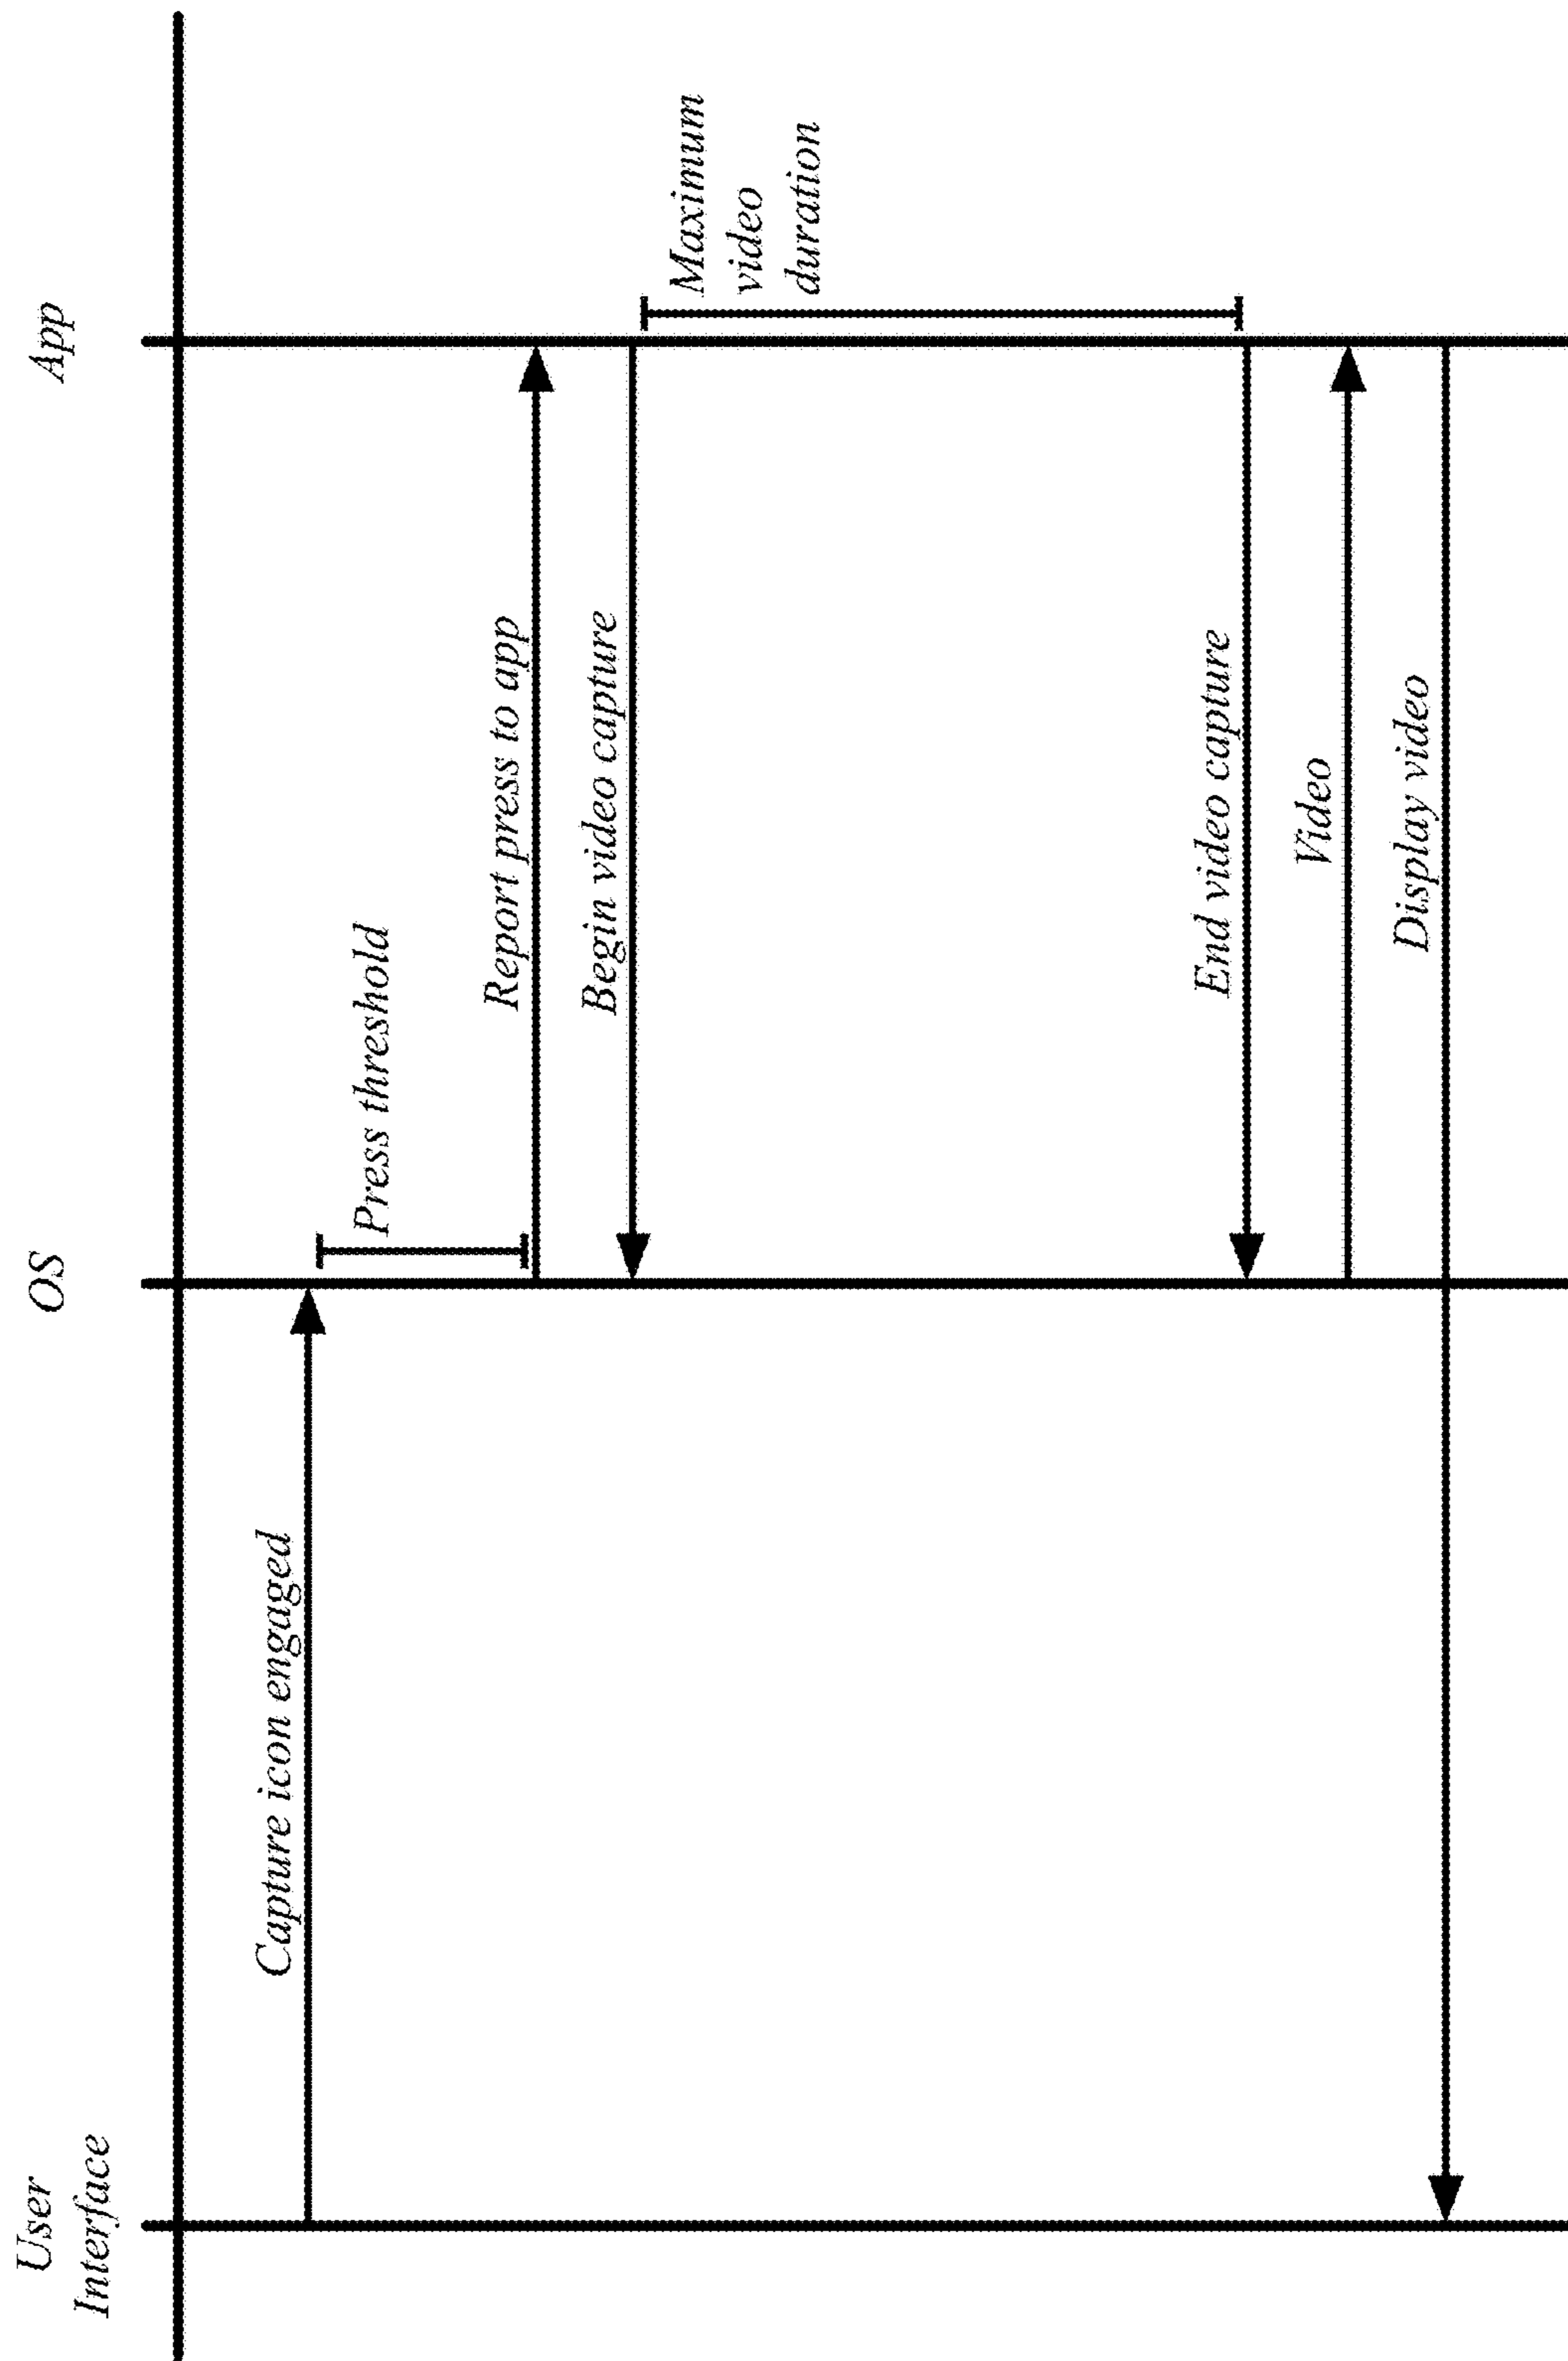 User
Interface
OS
App
Capture icon engaged
Press threshold
Report press to app
Begin video capture
Maximum
video
duration
End video capture
Video
Display video